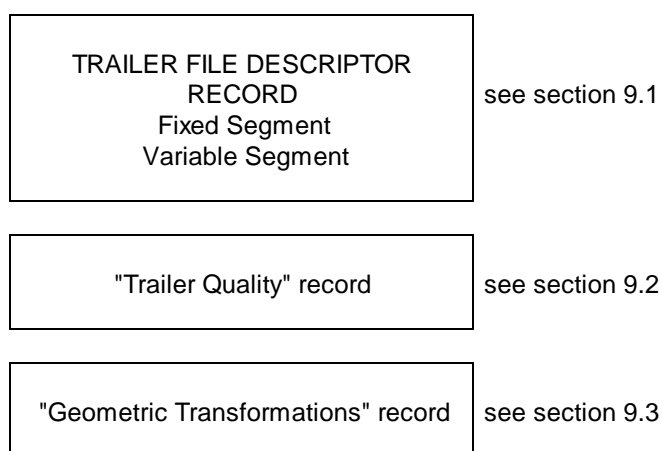 TRAILER FILE DESCRIPTOR
RECORD
Fixed Segment
Variable Segment
see section 9.1
"Trailer Quality" record
see section 9.2
"Geometric Transformations" record
see section 9.3